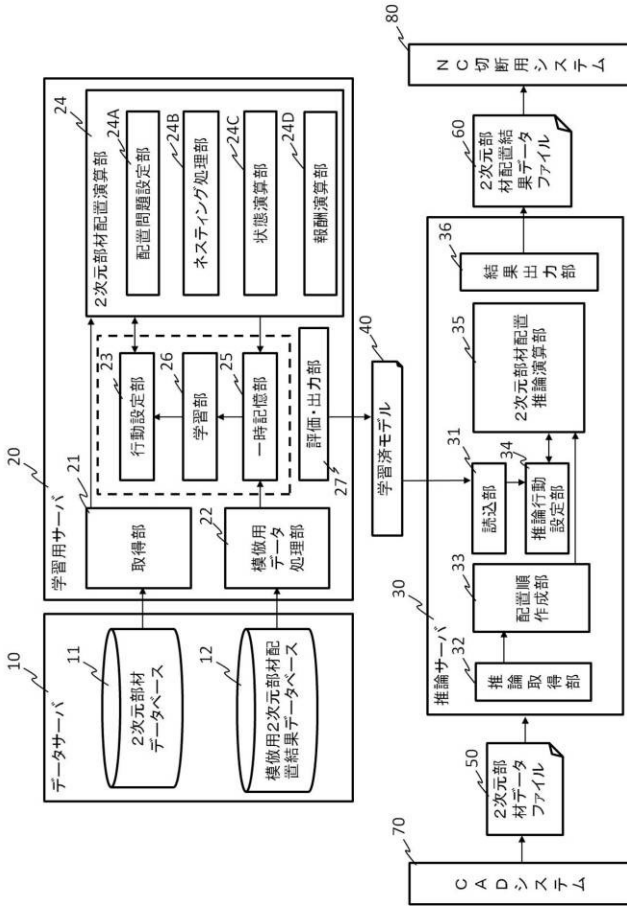 10
データサーバ
11
2次元部材
データベース
12
模倣用2次元部材配
置結果データベース
20
学習用サーバ
21
取得部
22
模倣用
データ
処理部
23
行動設定部
26
学習部
25
一時記憶部
評価・出力部
27
24
2次元部材配置演算部
24A
配置問題設定部
24B
ネスティング処理部
24C
状態演算部
24D
報酬演算部
40
学習済モデル
70
CADシステム
50
2次元部
材データ
ファイル
30
推論サーバ
32
推論取得部
33
配置順
作成部
31
読込部
34
推論行動
設定部
35
2次元部材配置
推論演算部
36
結果出力部
60
2次元部
材配置結
果データ
ファイル
80
NC切断用システム